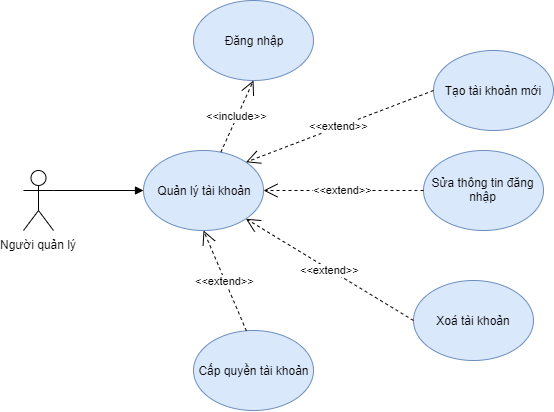 Đăng nhập
Tạo tài khoản mới
<<include>>
<<extend>>
Quản lý tài khoản
<<extend>>
Sửa thông tin đăng
nhập
Người quản lý
<<extend>>
<<extend>>
Xoá tài khoản
Cấp quyền tài khoản